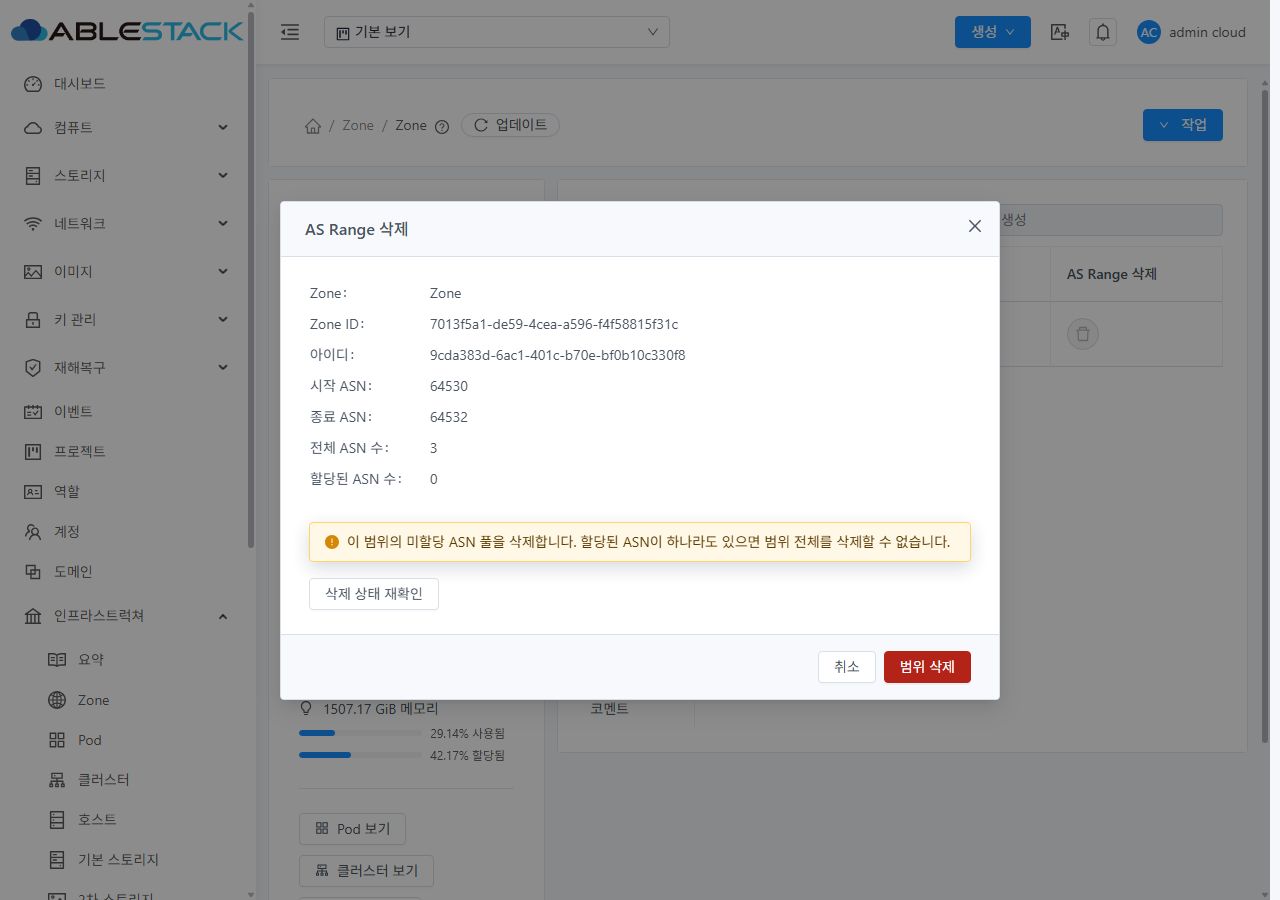 ABLESTACK
기본 보기
생성
AC
admin cloud
대시보드
컴퓨트
스토리지
네트워크
이미지
키 관리
재해복구
이벤트
프로젝트
역할
계정
도메인
인프라스트럭쳐
요약
Zone
Pod
클러스터
호스트
기본 스토리지
2차 스토리지
/ Zone / Zone
업데이트
작업
생성
AS Range 삭제
AS Range 삭제
Zone: Zone
Zone ID: 7013f5a1-de59-4cea-a596-f4f58815f31c
아이디: 9cda383d-6ac1-401c-b70e-bf0b10c330f8
시작 ASN: 64530
종료 ASN: 64532
전체 ASN 수: 3
할당된 ASN 수: 0
이 범위의 미할당 ASN 풀을 삭제합니다. 할당된 ASN이 하나라도 있으면 범위 전체를 삭제할 수 없습니다.
삭제 상태 재확인
취소
범위 삭제
1507.17 GiB 메모리
29.14% 사용됨
42.17% 할당됨
코멘트
Pod 보기
클러스터 보기